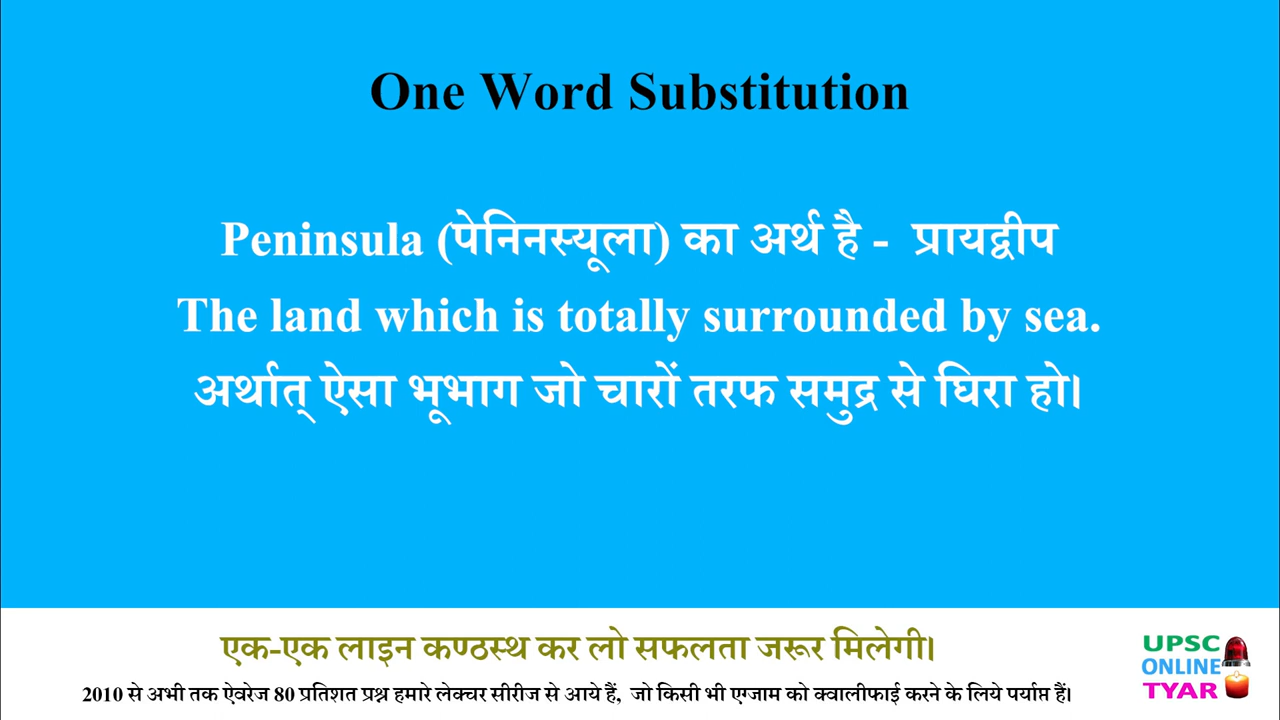 One Word Substitution
Peninsula (पेनिनस्यूला) का अर्थ है - प्रायद्वीप
The land which is totally surrounded by sea.
अर्थात् ऐसा भूभाग जो चारों तरफ समुद्र से घिरा हो।
एक-एक लाइन कण्ठस्थ कर लो सफलता जरूर मिलेगी।
2010 से अभी तक ऐवरेज 80 प्रतिशत प्रश्न हमारे लेक्चर सीरीज से आये हैं, जो किसी भी एग्जाम को क्वालीफाई करने के लिये पर्याप्त हैं।
UPSC
ONLINE
TYAR